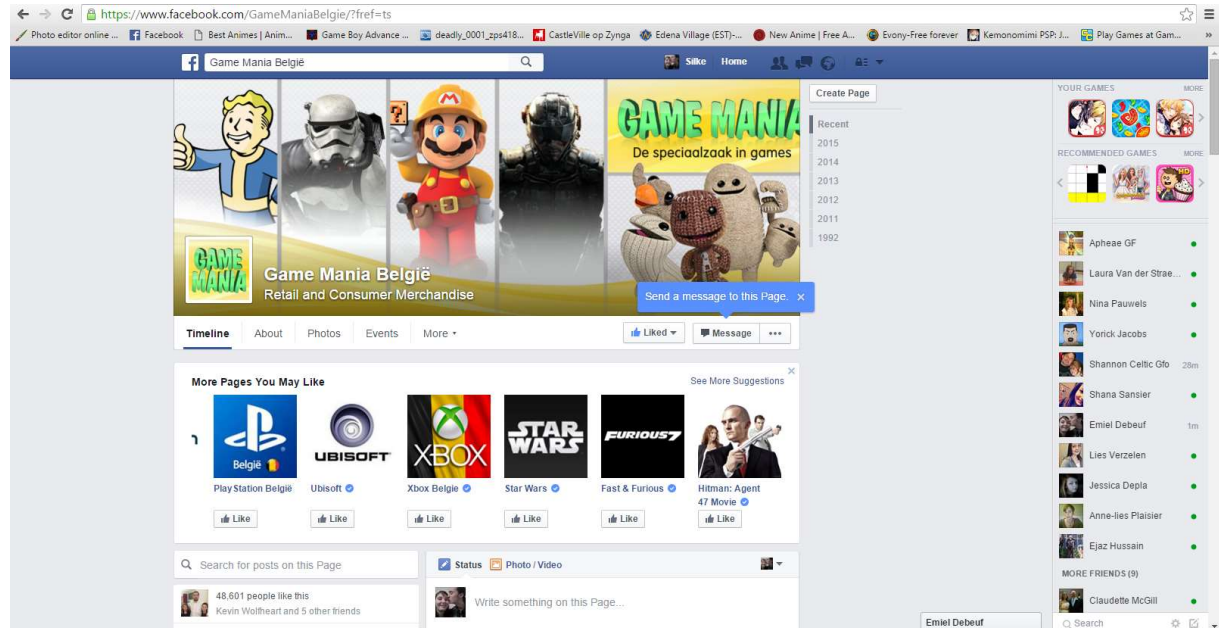 https://www.facebook.com/GameManiaBelgie/?fref=ts
Photo editor online ... Facebook Best Animes | Anim... Game Boy Advance ... deadly_0001_zps418... CastleVille op Zynga Edena Village (EST)-... New Anime | Free A... Evony-Free forever Kemonomimi PSP: J... Play Games at Gam... »
Game Mania België
Silke Home
GAME MANIA
De speciaalzaak in games
GAME MANIA
Game Mania België
Retail and Consumer Merchandise
Send a message to this Page. ×
Timeline About Photos Events More
Liked Message •••
Create Page
Recent
2015
2014
2013
2012
2011
1992
More Pages You May Like
See More Suggestions
België
UBISOFT
XBOX
STAR WARS
FURIOUS 7
PlayStation België
Ubisoft
Xbox Belgie
Star Wars
Fast & Furious
Hitman: Agent
47 Movie
Like Like Like Like Like Like
Search for posts on this Page
48,601 people like this
Kevin Wolfheart and 5 other friends
Status Photo / Video
Write something on this Page...
YOUR GAMES MORE
RECOMMENDED GAMES MORE
HD
Apheae GF
Laura Van der Strae...
Nina Pauwels
Yorick Jacobs
Shannon Celtic Gfo 28m
Shana Sansier
Emiel Debeuf 1m
Lies Verzelen
Jessica Depla
Anne-lies Plaisier
Ejaz Hussain
MORE FRIENDS (9)
Claudette McGill
Search
Emiel Debeuf